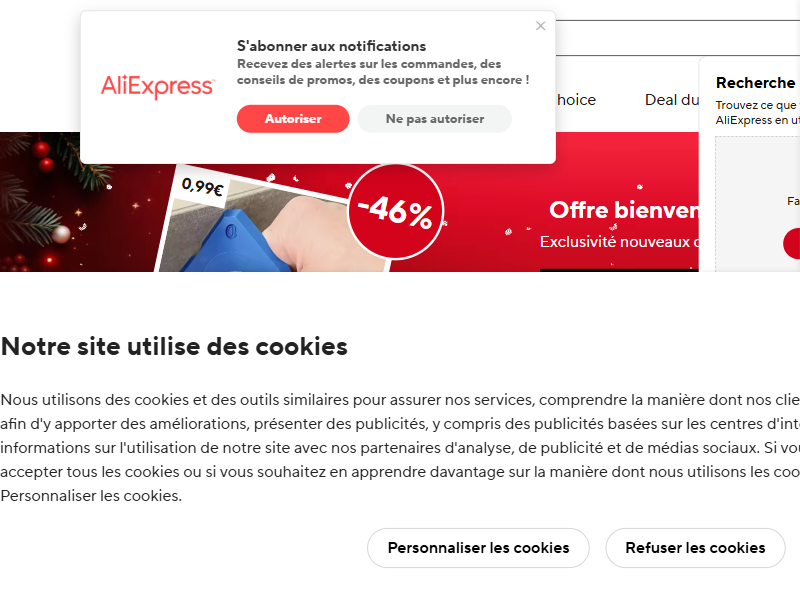 S'abonner aux notifications
Recevez des alertes sur les commandes, des
conseils de promos, des coupons et plus encore !
AliExpress
Autoriser
Ne pas autoriser
hoice
Deal du
Recherche
Trouvez ce que
AliExpress en ut
Fa
0,99€
-46%
Offre bienven
Exclusivité nouveaux c
Notre site utilise des cookies
Nous utilisons des cookies et des outils similaires pour assurer nos services, comprendre la manière dont nos clie
afin d'y apporter des améliorations, présenter des publicités, y compris des publicités basées sur les centres d'int
informations sur l'utilisation de notre site avec nos partenaires d'analyse, de publicité et de médias sociaux. Si vou
accepter tous les cookies ou si vous souhaitez en apprendre davantage sur la manière dont nous utilisons les coo
Personnaliser les cookies.
Personnaliser les cookies
Refuser les cookies